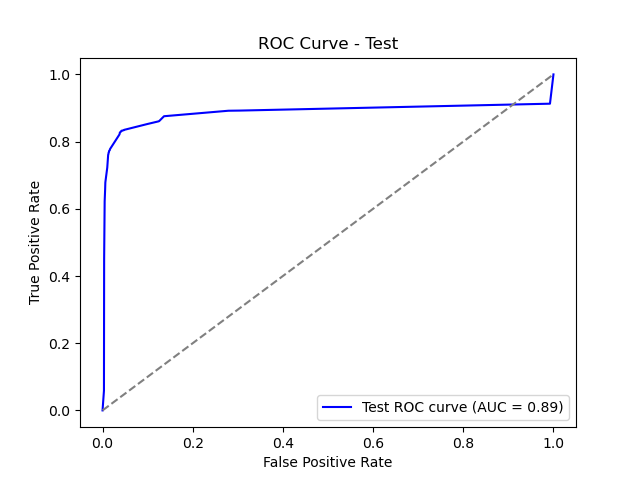 ROC Curve - Test
True Positive Rate
1.0
0.8
0.6
0.4
0.2
0.0
Test ROC curve (AUC = 0.89)
0.0 0.2 0.4 0.6 0.8 1.0
False Positive Rate